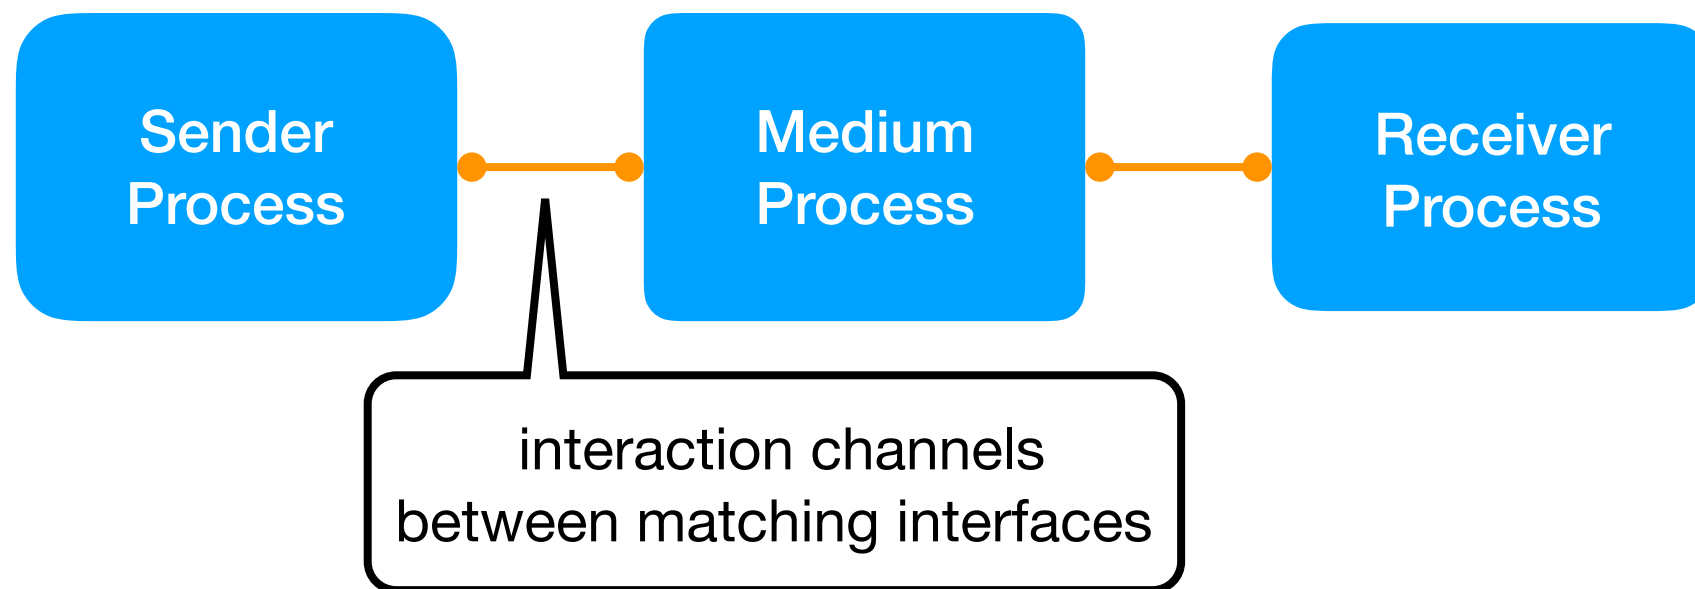 Sender
Process
Medium
Process
Receiver
Process
interaction channels
between matching interfaces